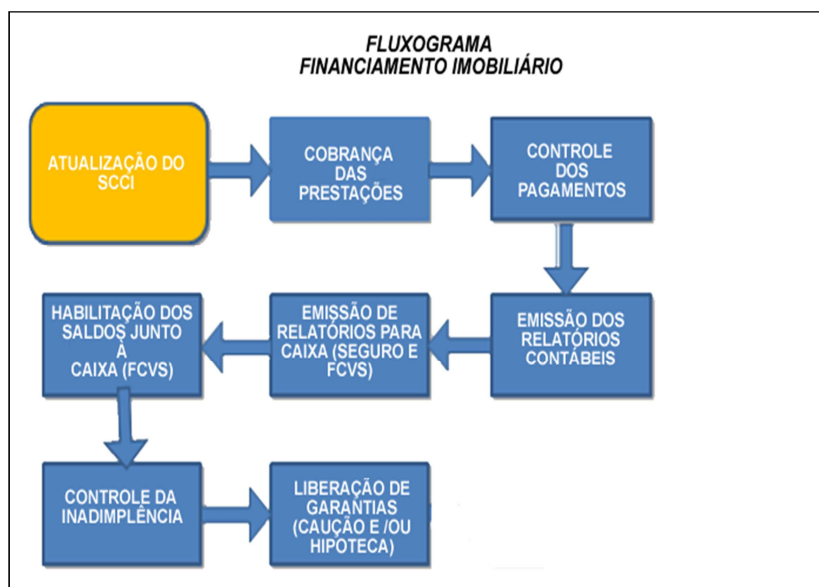 FLUXOGRAMA
FINANCIAMENTO IMOBILIÁRIO
ATUALIZAÇÃO DO
SCCI
COBRANÇA
DAS
PRESTAÇÕES
CONTROLE
DOS
PAGAMENTOS
EMISSÃO DOS
RELATÓRIOS
CONTÁBEIS
EMISSÃO DE
RELATÓRIOS PARA
CAIXA (SEGURO E
FCVS)
HABILITAÇÃO DOS
SALDOS JUNTO
À
CAIXA (FCVS)
CONTROLE DA
INADIMPLÊNCIA
LIBERAÇÃO DE
GARANTIAS
(CAUÇÃO E /OU
HIPOTECA)